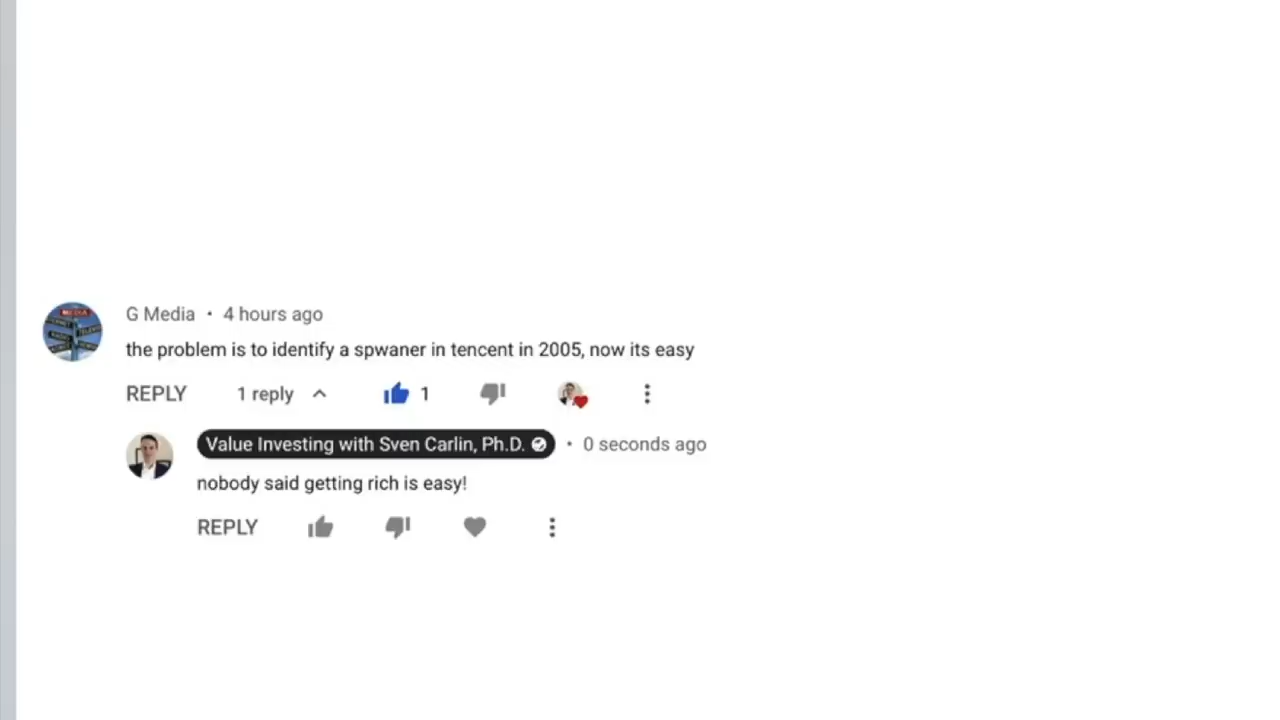 G Media • 4 hours ago
the problem is to identify a spwaner in tencent in 2005, now its easy
REPLY 1 reply 1
Value Investing with Sven Carlin, Ph.D. • 0 seconds ago
nobody said getting rich is easy!
REPLY